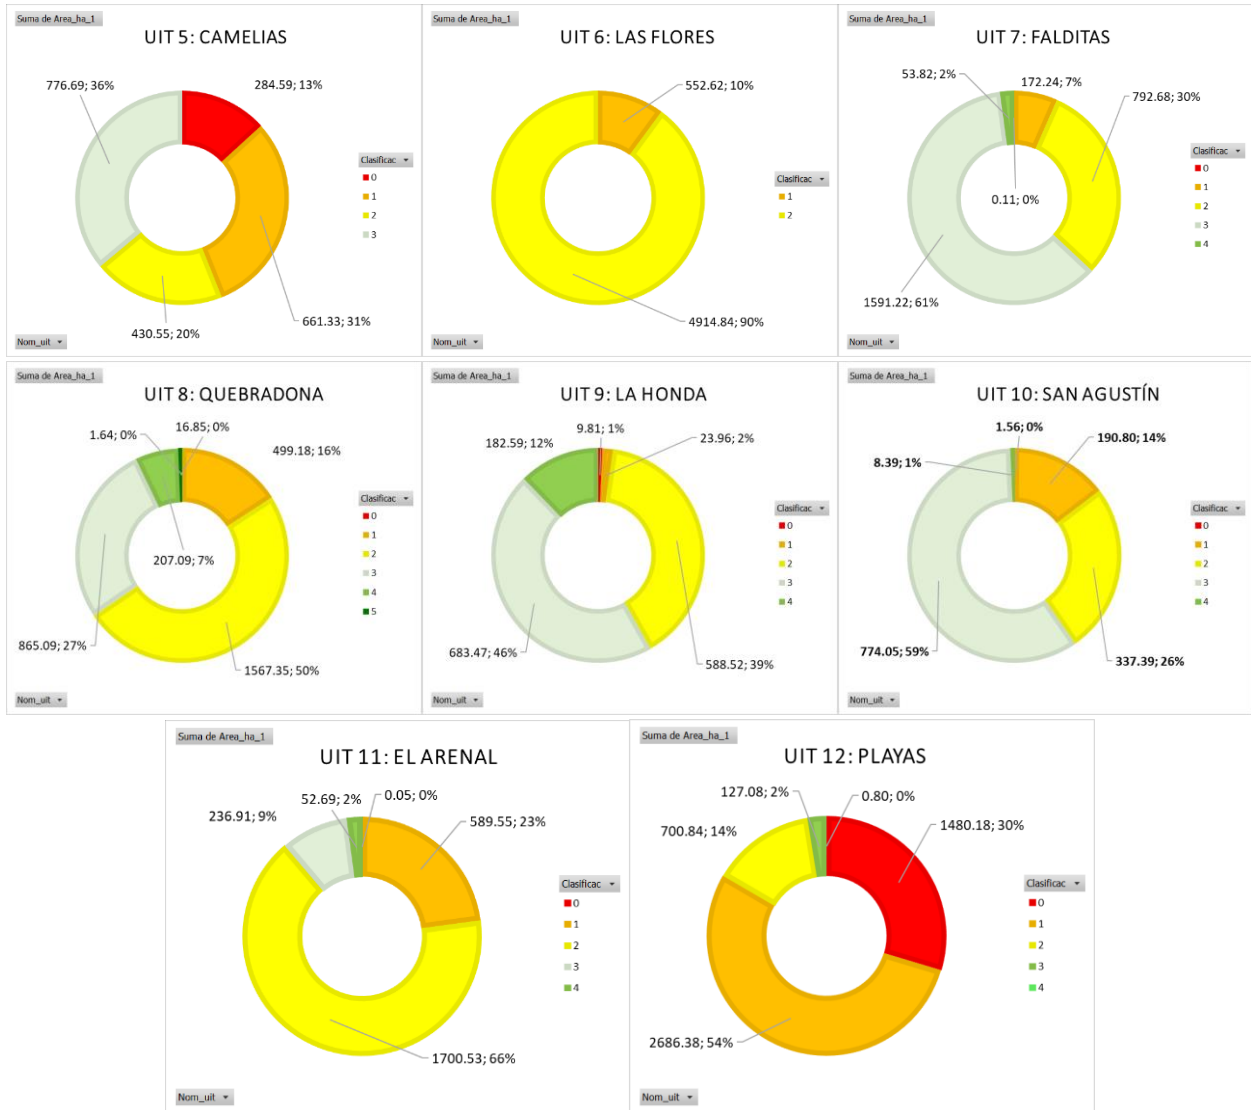 Suma de Area_ha_1
UIT 5: CAMELIAS
776.69; 36%
284.59; 13%
Clasificac
0
1
2
3
661.33; 31%
430.55; 20%
Nom_uit
Suma de Area_ha_1
UIT 6: LAS FLORES
552.62; 10%
Clasificac
1
2
4914.84; 90%
Nom_uit
Suma de Area_ha_1
UIT 7: FALDITAS
53.82; 2%
172.24; 7%
792.68; 30%
Clasificac
0
1
2
3
4
0.11; 0%
1591.22; 61%
Nom_uit
Suma de Area_ha_1
UIT 8: QUEBRADONA
16.85; 0%
1.64; 0%
499.18; 16%
Clasificac
0
1
2
3
4
5
207.09; 7%
865.09; 27%
1567.35; 50%
Nom_uit
Suma de Area_ha_1
UIT 9: LA HONDA
9.81; 1%
182.59; 12%
23.96; 2%
Clasificac
0
1
2
3
4
683.47; 46%
588.52; 39%
Nom_uit
Suma de Area_ha_1
UIT 10: SAN AGUSTÍN
1.56; 0%
190.80; 14%
8.39; 1%
Clasificac
0
1
2
3
4
774.05; 59%
337.39; 26%
Nom_uit
Suma de Area_ha_1
UIT 11: EL ARENAL
0.05; 0%
52.69; 2%
236.91; 9%
589.55; 23%
Clasificac
0
1
2
3
4
1700.53; 66%
Nom_uit
Suma de Area_ha_1
UIT 12: PLAYAS
127.08; 2%
0.80; 0%
1480.18; 30%
700.84; 14%
Clasificac
0
1
2
3
4
2686.38; 54%
Nom_uit